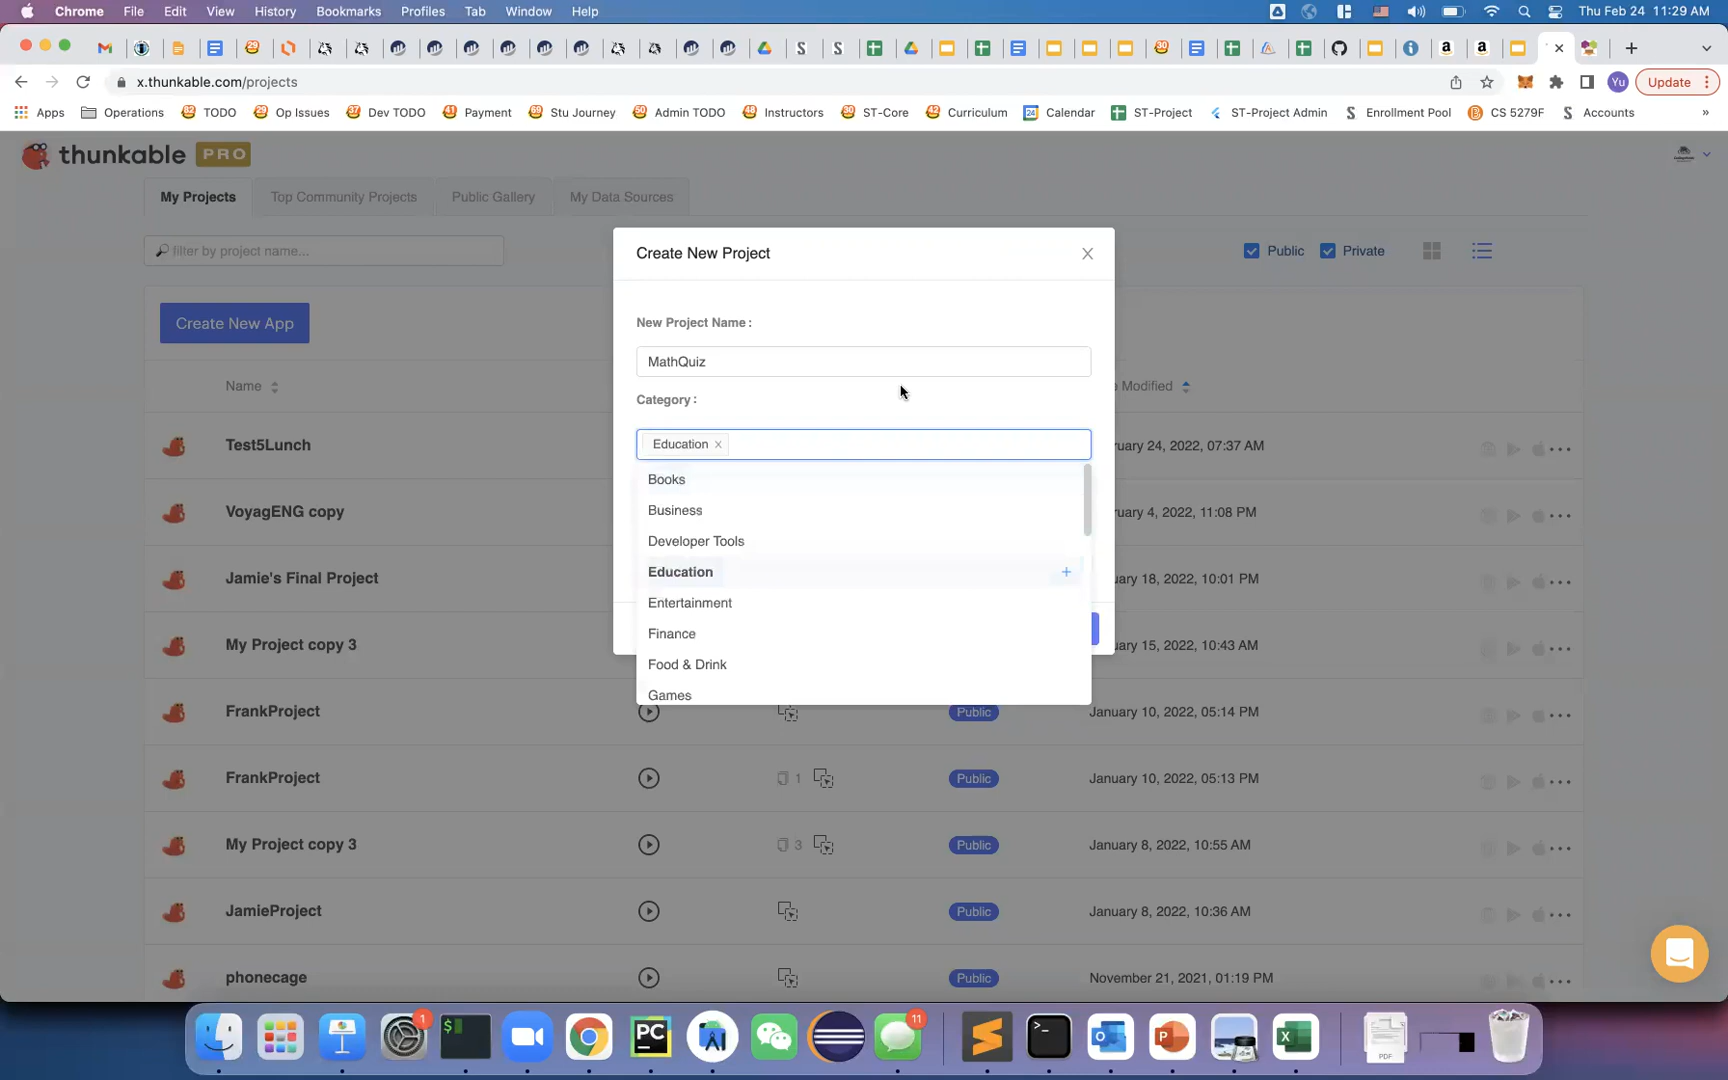 Chrome File Edit View History Bookmarks Profiles Tab Window Help Thu Feb 24 11:29 AM
x.thunkable.com/projects Yu Update
Apps Operations TODO Op Issues Dev TODO Payment Stu Journey Admin TODO Instructors ST-Core Curriculum Calendar ST-Project ST-Project Admin Enrollment Pool CS 5279F Accounts »
thunkable PRO
My Projects Top Community Projects Public Gallery My Data Sources
filter by project name... Public Private
Create New Project
New Project Name :
Create New App
MathQuiz
Name Modified
Category :
Education ×
Test5Lunch ruary 24, 2022, 07:37 AM
Books
Business
VoyagENG copy ruary 4, 2022, 11:08 PM
Developer Tools
Education +
Jamie's Final Project uary 18, 2022, 10:01 PM
Entertainment
Finance
My Project copy 3 uary 15, 2022, 10:43 AM
Food & Drink
Games
FrankProject Public January 10, 2022, 05:14 PM
FrankProject 1 Public January 10, 2022, 05:13 PM
My Project copy 3 3 Public January 8, 2022, 10:55 AM
JamieProject Public January 8, 2022, 10:36 AM
phonecage Public November 21, 2021, 01:19 PM
1 11
PC
PDF